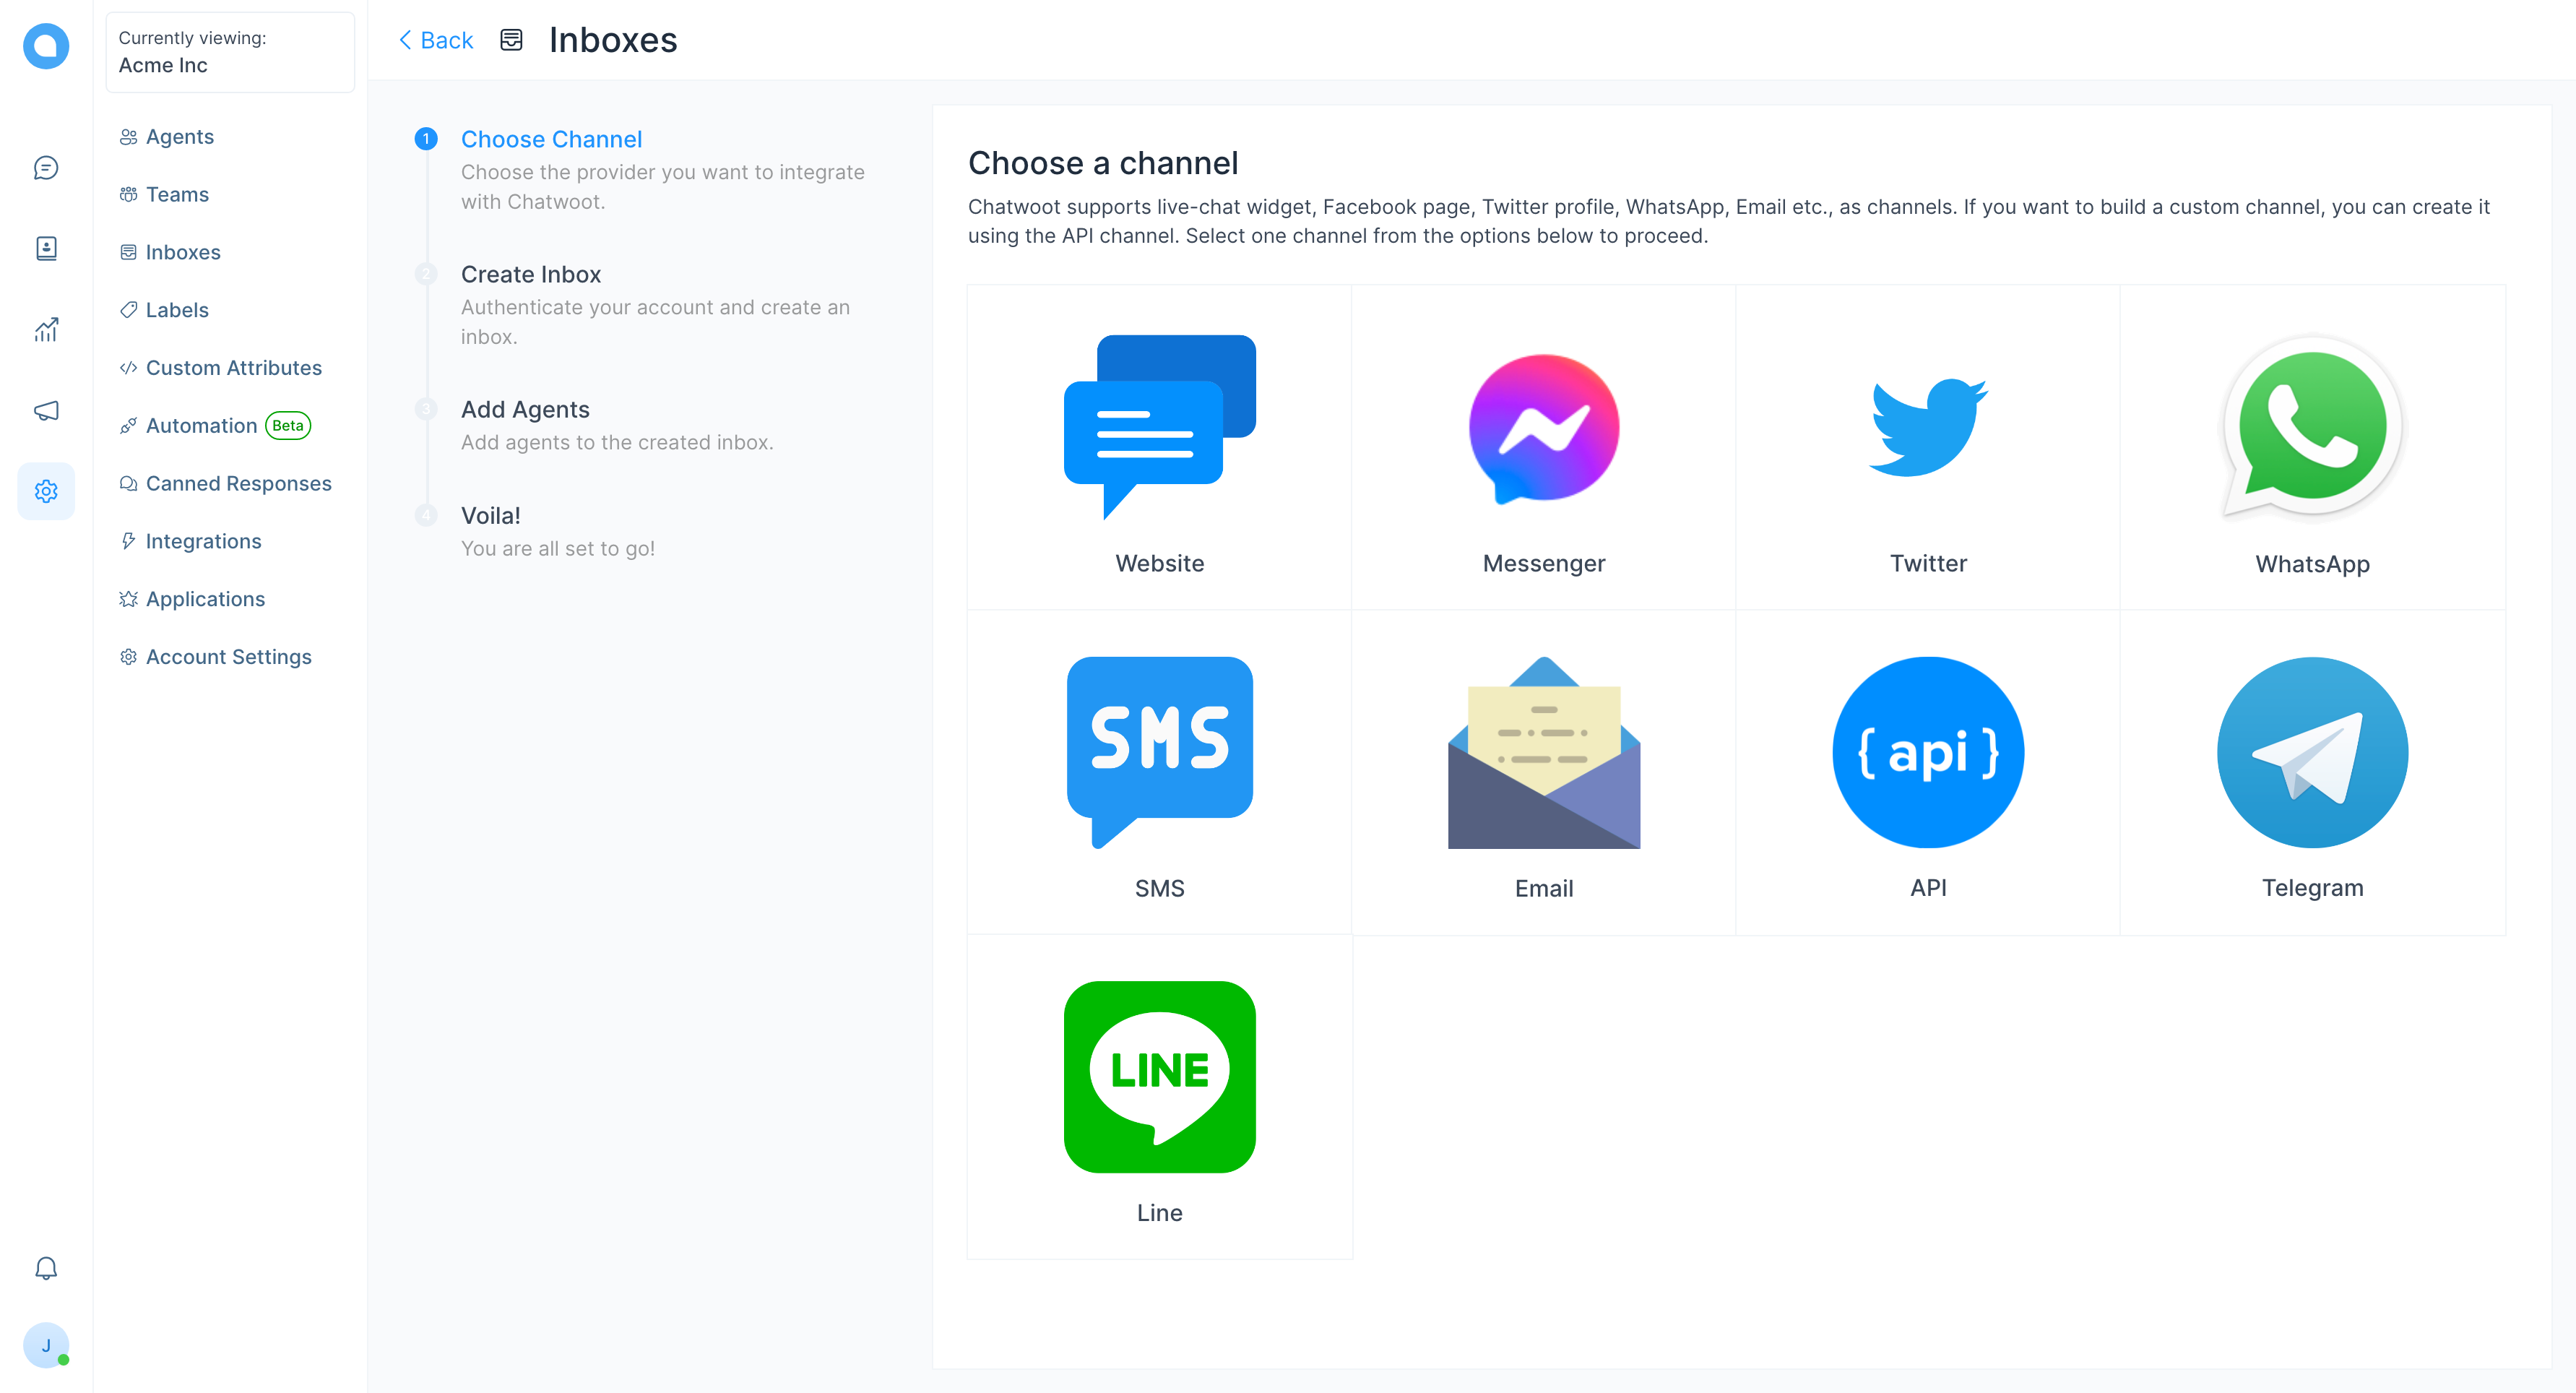 Currently viewing:
Acme Inc
Agents
Teams
Inboxes
Labels
Custom Attributes
Automation Beta
Canned Responses
Integrations
Applications
Account Settings
J
Back Inboxes
1 Choose Channel
Choose the provider you want to integrate
with Chatwoot.
2 Create Inbox
Authenticate your account and create an
inbox.
3 Add Agents
Add agents to the created inbox.
4 Voila!
You are all set to go!
Choose a channel
Chatwoot supports live-chat widget, Facebook page, Twitter profile, WhatsApp, Email etc., as channels. If you want to build a custom channel, you can create it
using the API channel. Select one channel from the options below to proceed.
Website
Messenger
Twitter
WhatsApp
SMS
SMS
Email
{ api }
API
Telegram
LINE
Line